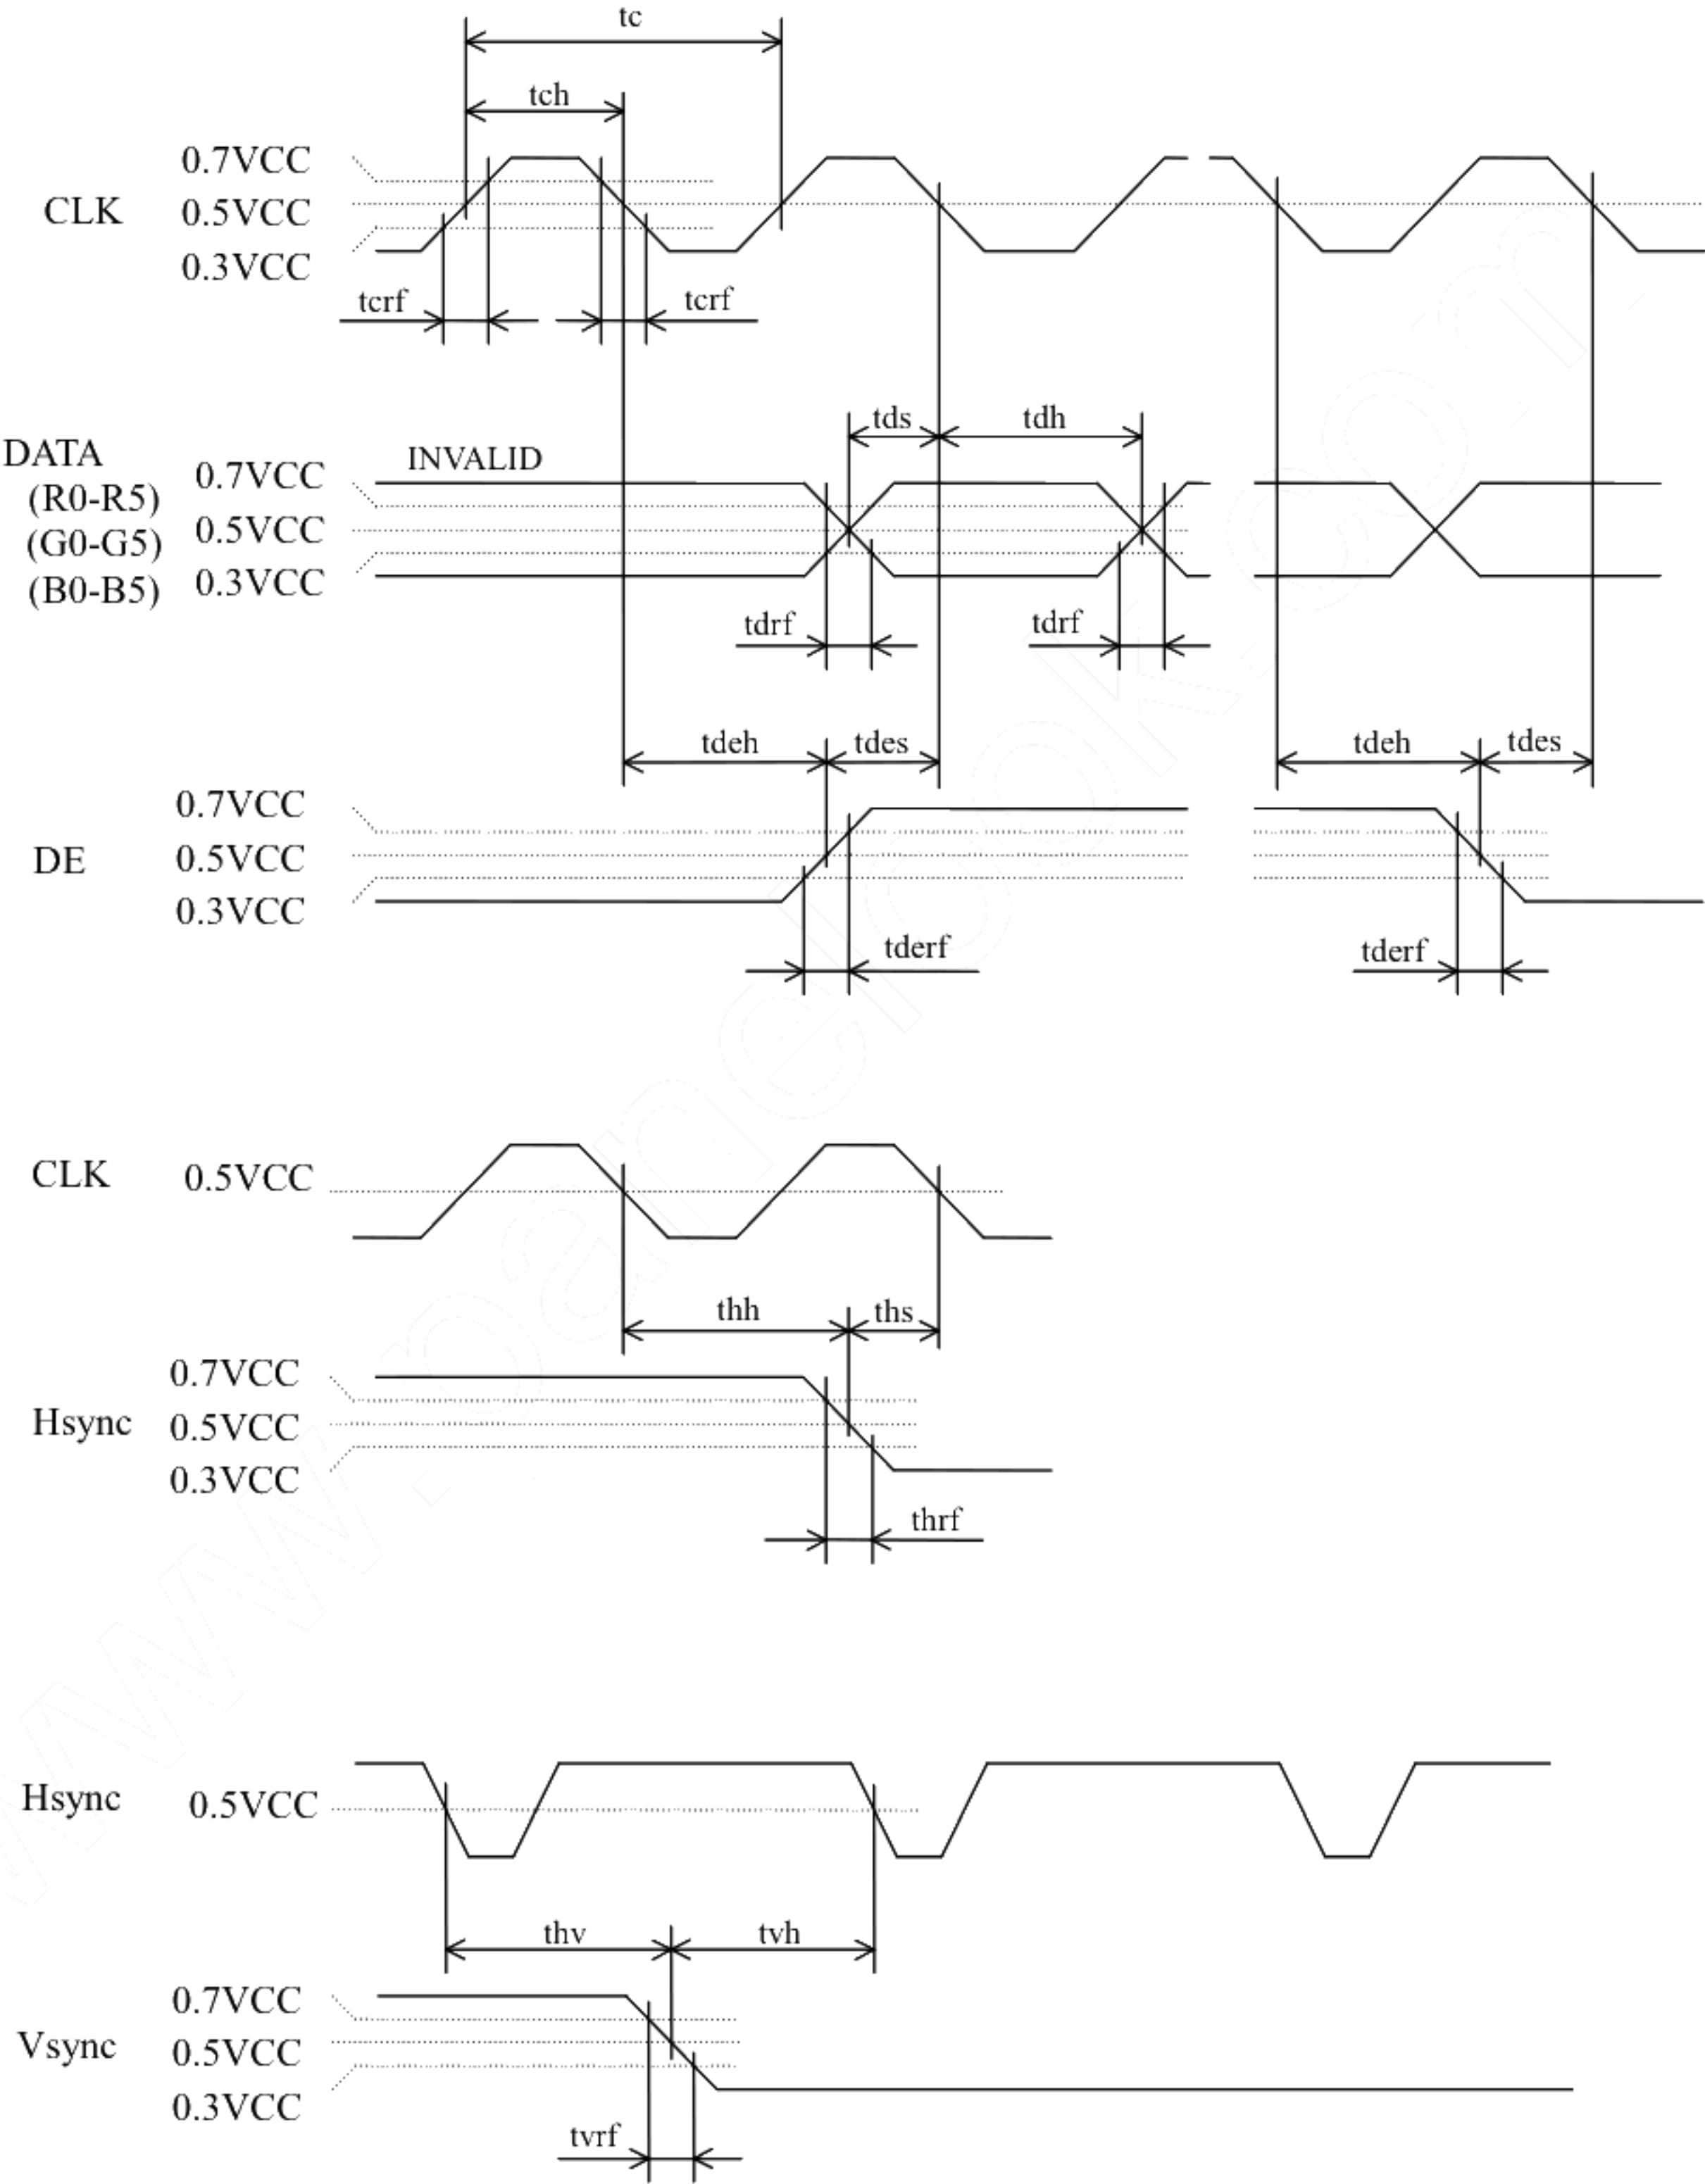 tc
tch
0.7VCC
CLK 0.5VCC
0.3VCC
tcrf tcrf
tds tdh
DATA INVALID
0.7VCC
(R0-R5)
0.5VCC
(G0-G5)
0.3VCC
(B0-B5)
tdrf tdrf
tdeh tdes tdeh tdes
0.7VCC
DE 0.5VCC
0.3VCC
tderf tderf
CLK 0.5VCC
thh ths
0.7VCC
Hsync 0.5VCC
0.3VCC
thrf
Hsync 0.5VCC
thv tvh
0.7VCC
Vsync 0.5VCC
0.3VCC
tvrf
www.panelook.com